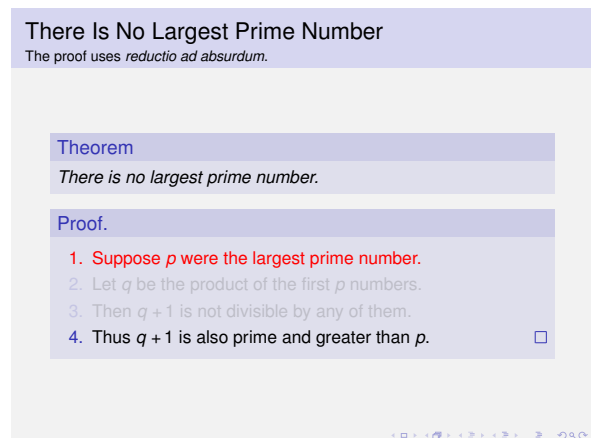 There Is No Largest Prime Number
The proof uses reductio ad absurdum.
Theorem
There is no largest prime number.
Proof.
1. Suppose p were the largest prime number.
2. Let q be the product of the first p numbers.
3. Then q + 1 is not divisible by any of them.
4. Thus q + 1 is also prime and greater than p.